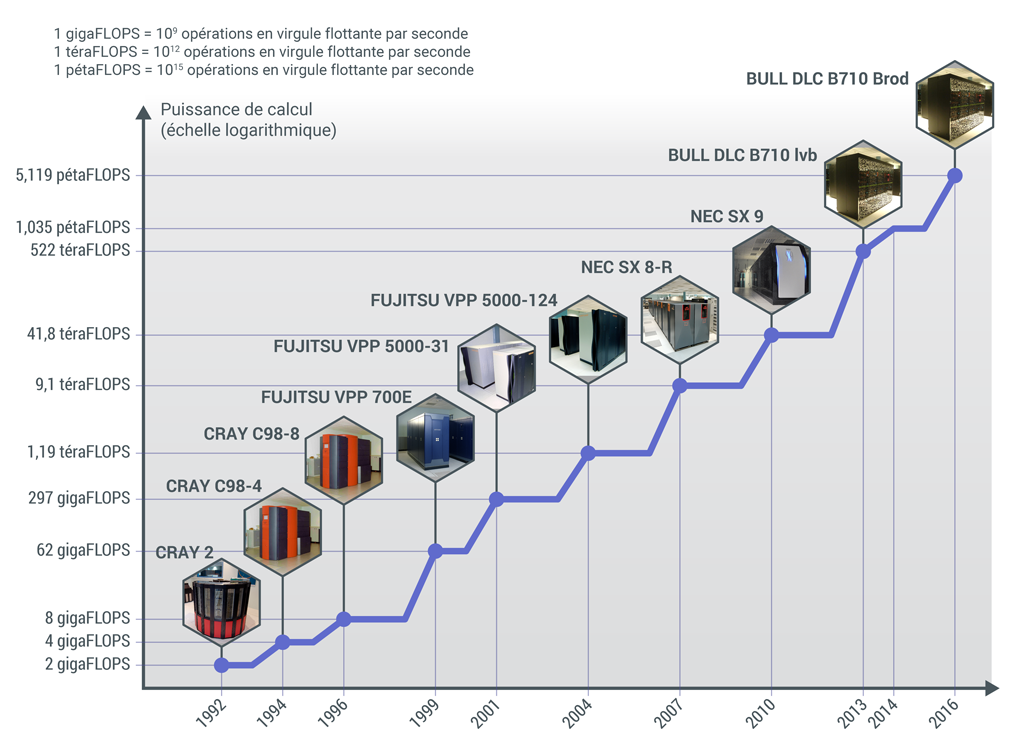 1 gigaFLOPS = 10⁹ opérations en virgule flottante par seconde
1 téraFLOPS = 10¹² opérations en virgule flottante par seconde
1 pétaFLOPS = 10¹⁵ opérations en virgule flottante par seconde
BULL DLC B710 Brod
Puissance de calcul
(échelle logarithmique)
BULL DLC B710 lvb
5,119 pétaFLOPS
NEC SX 9
1,035 pétaFLOPS
522 téraFLOPS
NEC SX 8-R
FUJITSU VPP 5000-124
41,8 téraFLOPS
FUJITSU VPP 5000-31
9,1 téraFLOPS
FUJITSU VPP 700E
CRAY C98-8
1,19 téraFLOPS
CRAY C98-4
297 gigaFLOPS
62 gigaFLOPS
CRAY 2
8 gigaFLOPS
4 gigaFLOPS
2 gigaFLOPS
1992
1994
1996
1999
2001
2004
2007
2010
2013
2014
2016